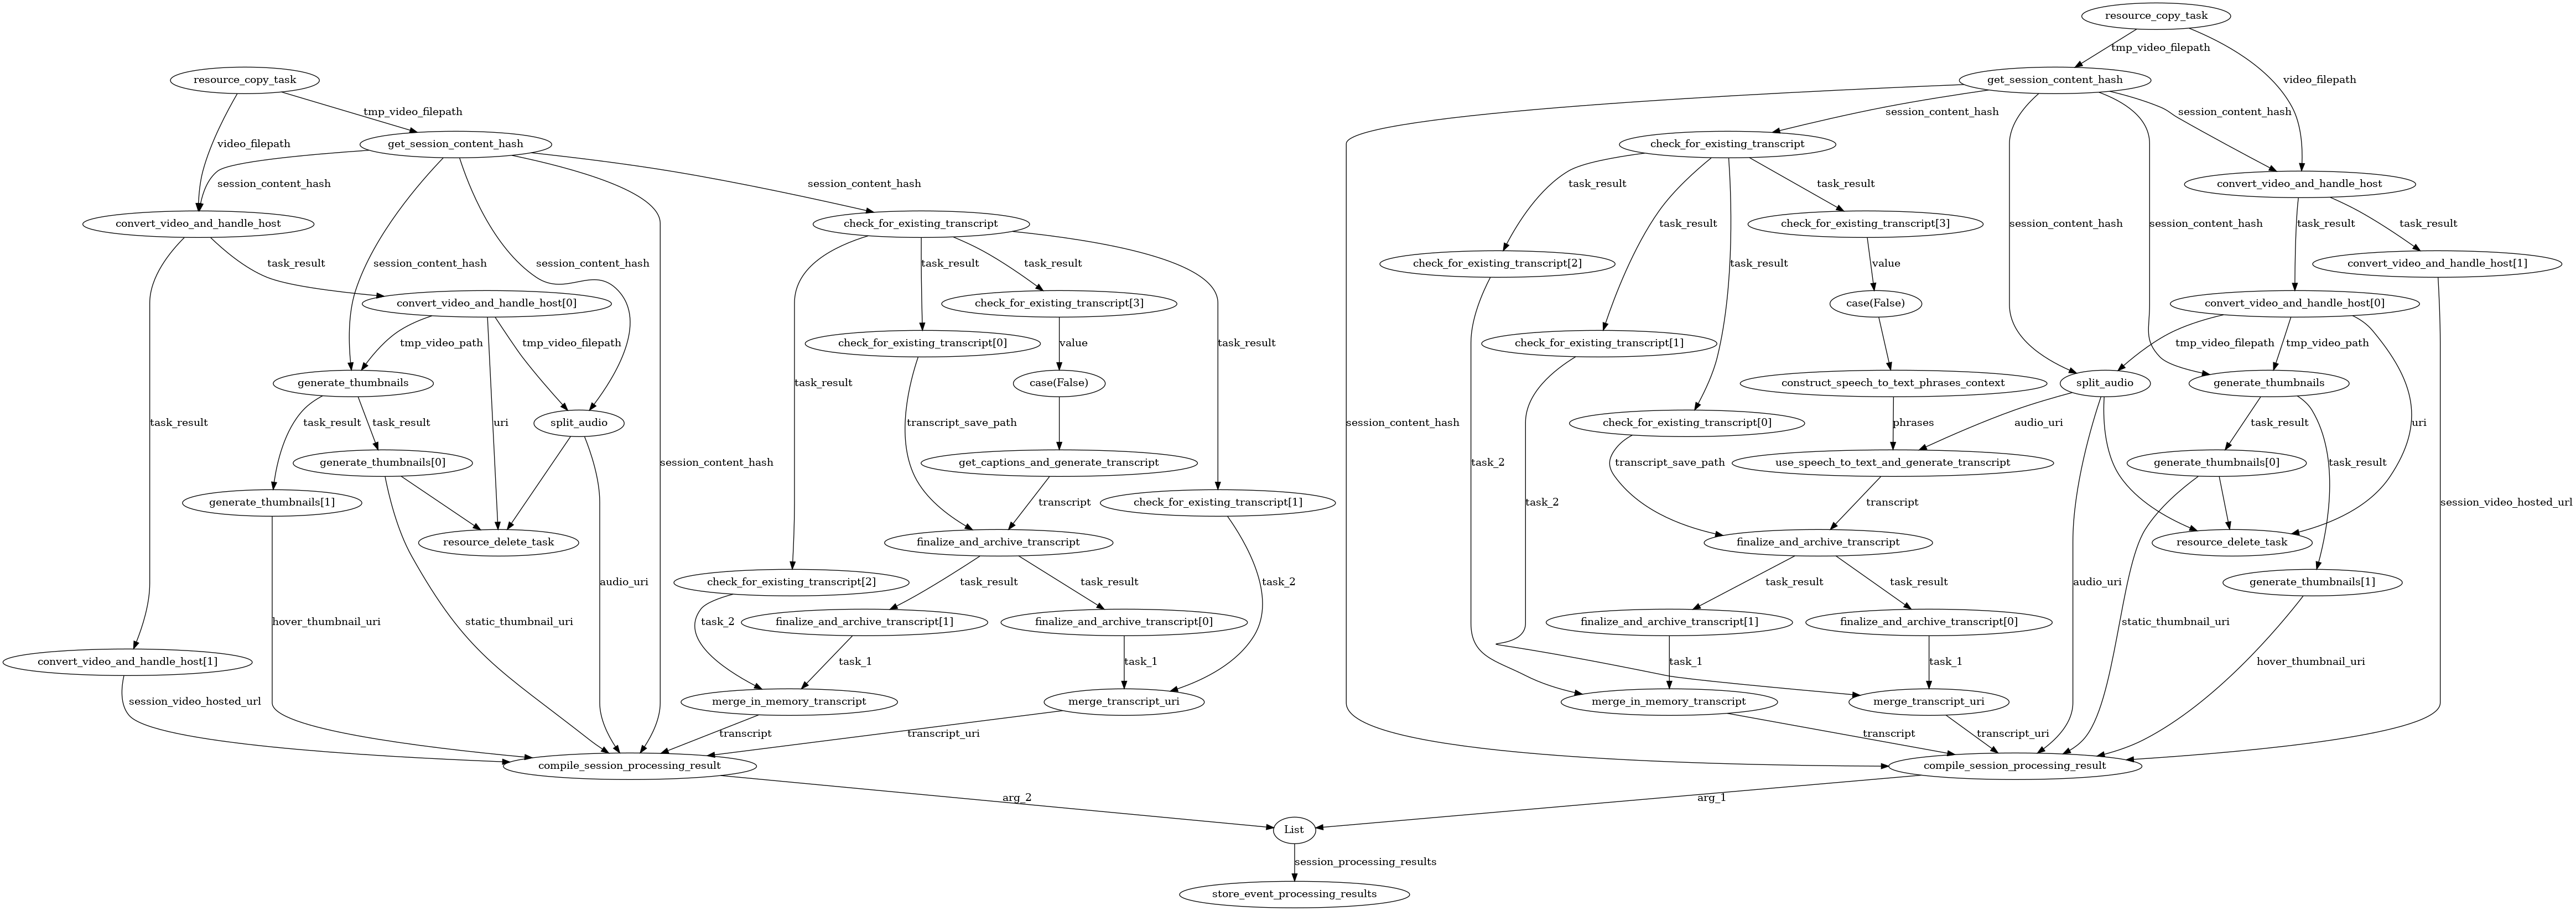 resource_copy_task
tmp_video_filepath
resource_copy_task
get_session_content_hash
video_filepath
tmp_video_filepath
session_content_hash
session_content_hash
video_filepath
get_session_content_hash
check_for_existing_transcript
session_content_hash
session_content_hash
task_result
convert_video_and_handle_host
convert_video_and_handle_host
check_for_existing_transcript
task_result
check_for_existing_transcript[3]
session_content_hash
session_content_hash
task_result
task_result
task_result
session_content_hash
session_content_hash
task_result
task_result
check_for_existing_transcript[2]
task_result
value
convert_video_and_handle_host[1]
convert_video_and_handle_host[0]
check_for_existing_transcript[3]
case(False)
convert_video_and_handle_host[0]
tmp_video_path
tmp_video_filepath
check_for_existing_transcript[0]
value
task_result
check_for_existing_transcript[1]
tmp_video_filepath
tmp_video_path
generate_thumbnails
task_result
case(False)
construct_speech_to_text_phrases_context
split_audio
generate_thumbnails
task_result
task_result
task_result
uri
split_audio
transcript_save_path
session_content_hash
check_for_existing_transcript[0]
phrases
audio_uri
task_result
uri
generate_thumbnails[0]
session_content_hash
get_captions_and_generate_transcript
task_2
transcript_save_path
use_speech_to_text_and_generate_transcript
generate_thumbnails[0]
task_result
generate_thumbnails[1]
transcript
check_for_existing_transcript[1]
task_2
transcript
session_video_hosted_url
resource_delete_task
finalize_and_archive_transcript
finalize_and_archive_transcript
resource_delete_task
audio_uri
check_for_existing_transcript[2]
task_result
task_result
task_2
task_result
task_result
audio_uri
generate_thumbnails[1]
hover_thumbnail_uri
static_thumbnail_uri
task_2
finalize_and_archive_transcript[1]
finalize_and_archive_transcript[0]
finalize_and_archive_transcript[1]
finalize_and_archive_transcript[0]
static_thumbnail_uri
convert_video_and_handle_host[1]
task_1
task_1
task_1
task_1
hover_thumbnail_uri
session_video_hosted_url
merge_in_memory_transcript
merge_transcript_uri
merge_in_memory_transcript
merge_transcript_uri
transcript
transcript_uri
transcript
transcript_uri
compile_session_processing_result
compile_session_processing_result
arg_2
arg_1
List
session_processing_results
store_event_processing_results